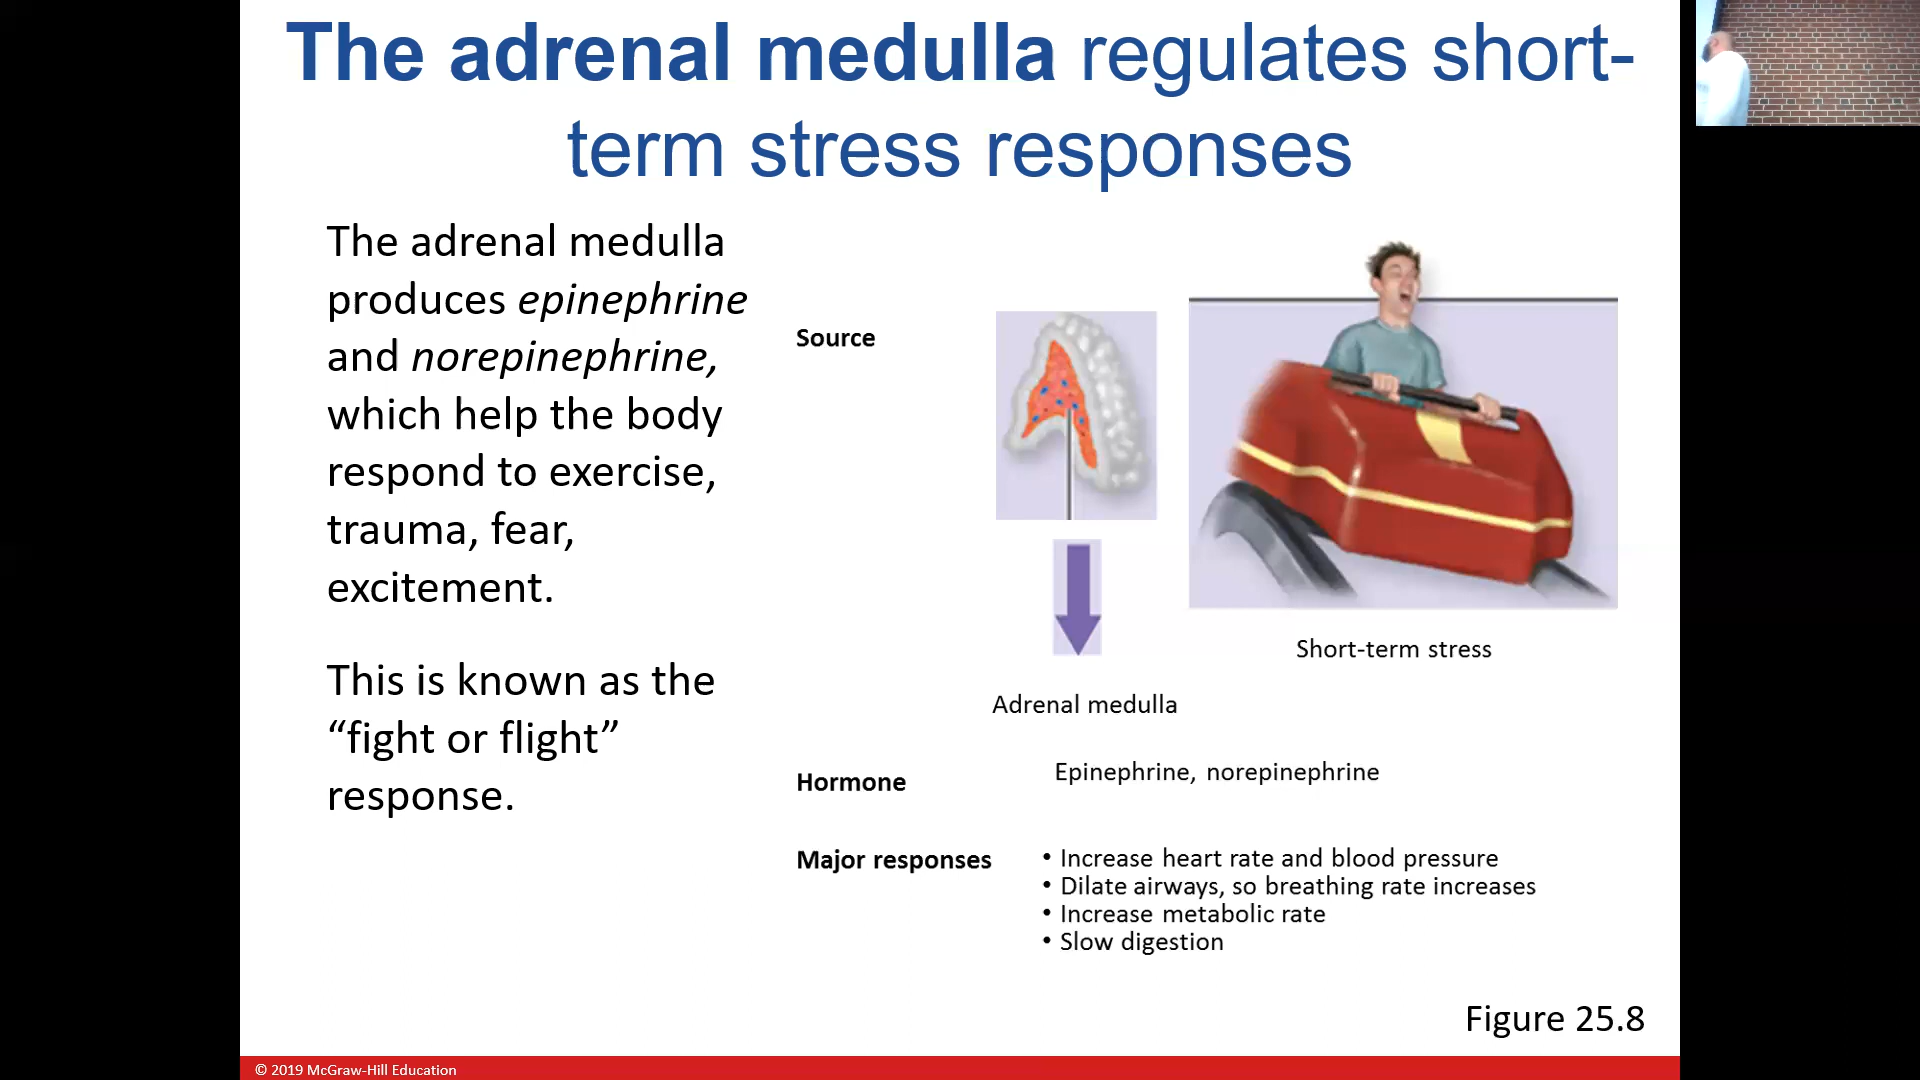 The adrenal medulla regulates short-
term stress responses
The adrenal medulla
produces epinephrine
and norepinephrine,
which help the body
respond to exercise,
trauma, fear,
excitement.
This is known as the
“fight or flight”
response.
Source
Short-term stress
Adrenal medulla
Hormone
Epinephrine, norepinephrine
Major responses
• Increase heart rate and blood pressure
• Dilate airways, so breathing rate increases
• Increase metabolic rate
• Slow digestion
Figure 25.8
© 2019 McGraw-Hill Education